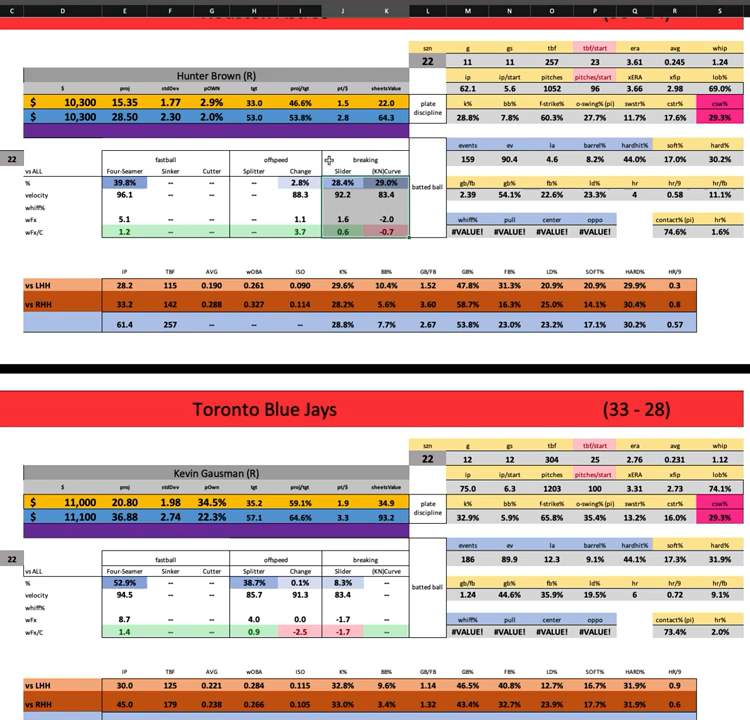 C D E F G H I J K L M N O P Q R S
szn g gs tbf tbf/start era avg whip
22 11 11 257 23 3.61 0.245 1.24
Hunter Brown (R) ip ip/start pitches pitches/start xERA xfip lob%
62.1 5.6 1052 96 3.66 2.98 69.0%
$ proj stdDev pOWN tgt proj/tgt pt/$ sheetsValue
$ 10,300 15.35 1.77 2.9% 33.0 46.6% 1.5 22.0 plate discipline k% bb% f-strike% o-swing% (pi) swstr% cstr% csw%
$ 10,300 28.50 2.30 2.0% 53.0 53.8% 2.8 64.3 28.8% 7.8% 60.3% 27.7% 11.7% 17.6% 29.3%
events ev la barrel% hardhit% soft% hard%
22 fastball offspeed breaking 159 90.4 4.6 8.2% 44.0% 17.0% 30.2%
vs ALL Four-Seamer Sinker Cutter Splitter Change Slider (KN)Curve
% 39.8% -- -- -- 2.8% 28.4% 29.0% batted ball gb/fb gb% fb% ld% hr hr/9 hr/fb
velocity 96.1 -- -- -- 88.3 92.2 83.4 2.39 54.1% 22.6% 23.3% 4 0.58 11.1%
whiff%
wFx 5.1 1.1 1.6 -2.0 whiff% pull center oppo contact% (pi) hr%
wFx/C 1.2 -- -- -- 3.7 0.6 -0.7 #VALUE! #VALUE! #VALUE! #VALUE! 74.6% 1.6%
IP TBF AVG wOBA ISO K% BB% GB/FB GB% FB% LD% SOFT% HARD% HR/9
vs LHH 28.2 115 0.190 0.261 0.090 29.6% 10.4% 1.52 47.8% 31.3% 20.9% 20.9% 29.9% 0.3
vs RHH 33.2 142 0.288 0.327 0.114 28.2% 5.6% 3.60 58.7% 16.3% 25.0% 14.1% 30.4% 0.8
61.4 257 -- -- -- 28.8% 7.7% 2.67 53.8% 23.0% 23.2% 17.1% 30.2% 0.57
Toronto Blue Jays (33 - 28)
szn g gs tbf tbf/start era avg whip
22 12 12 304 25 2.76 0.231 1.12
Kevin Gausman (R) ip ip/start pitches pitches/start xERA xfip lob%
75.0 6.3 1203 100 3.31 2.73 74.1%
$ proj stdDev pOwn tgt proj/tgt pt/$ sheetsValue
$ 11,000 20.80 1.98 34.5% 35.2 59.1% 1.9 34.9 plate discipline k% bb% f-strike% o-swing% (pi) swstr% cstr% csw%
$ 11,100 36.88 2.74 22.3% 57.1 64.6% 3.3 93.2 32.9% 5.9% 65.8% 35.4% 13.2% 16.0% 29.3%
events ev la barrel% hardhit% soft% hard%
22 fastball offspeed breaking 186 89.9 12.3 9.1% 44.1% 17.3% 31.9%
vs ALL Four-Seamer Sinker Cutter Splitter Change Slider (KN)Curve
% 52.9% -- -- 38.7% 0.1% 8.3% -- batted ball gb/fb gb% fb% ld% hr hr/9 hr/fb
velocity 94.5 -- -- 85.7 91.3 83.4 -- 1.24 44.6% 35.9% 19.5% 6 0.72 9.1%
whiff%
wFx 8.7 4.0 0.0 -1.7 whiff% pull center oppo contact% (pi) hr%
wFx/C 1.4 -- -- 0.9 -2.5 -1.7 -- #VALUE! #VALUE! #VALUE! #VALUE! 73.4% 2.0%
IP TBF AVG wOBA ISO K% BB% GB/FB GB% FB% LD% SOFT% HARD% HR/9
vs LHH 30.0 125 0.221 0.284 0.115 32.8% 9.6% 1.14 46.5% 40.8% 12.7% 16.7% 31.9% 0.9
vs RHH 45.0 179 0.238 0.266 0.105 33.0% 3.4% 1.32 43.4% 32.7% 23.9% 17.7% 31.9% 0.6